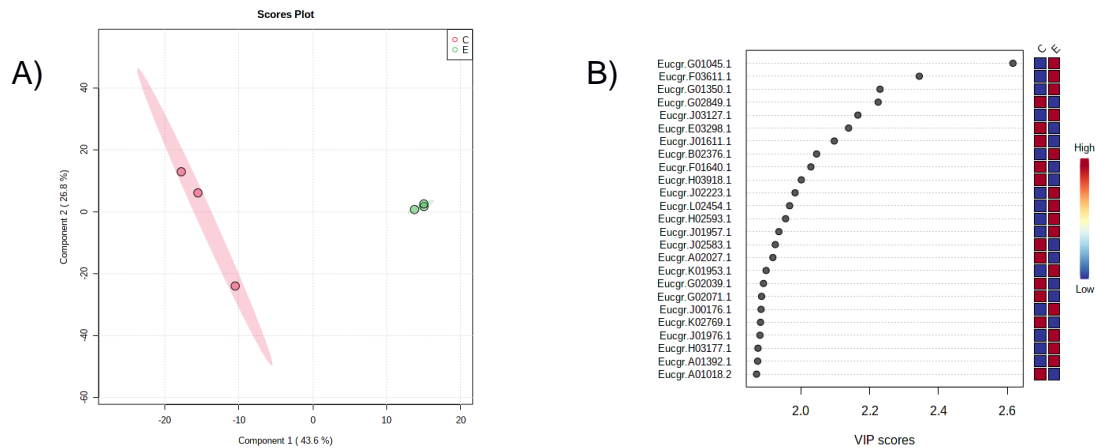 A)
Scores Plot
C
E
40
20
0
-20
-40
-60
-20
-10
0
10
20
Component 2 ( 26.8 %)
Component 1 ( 43.6 %)
B)
C
E
Eucgr.G01045.1
Eucgr.F03611.1
Eucgr.G01350.1
Eucgr.G02849.1
Eucgr.J03127.1
Eucgr.E03298.1
Eucgr.J01611.1
Eucgr.B02376.1
Eucgr.F01640.1
Eucgr.H03918.1
Eucgr.J02223.1
Eucgr.L02454.1
Eucgr.H02593.1
Eucgr.J01957.1
Eucgr.J02583.1
Eucgr.A02027.1
Eucgr.K01953.1
Eucgr.G02039.1
Eucgr.G02071.1
Eucgr.J00176.1
Eucgr.K02769.1
Eucgr.J01976.1
Eucgr.H03177.1
Eucgr.A01392.1
Eucgr.A01018.2
2.0
2.2
2.4
2.6
VIP scores
High
Low